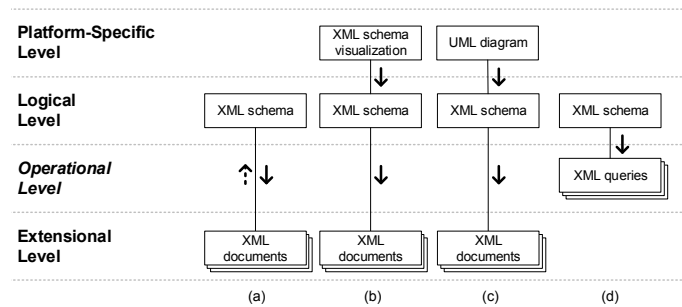 Platform-Specific
Level
XML schema
visualization
UML diagram
Logical
Level
XML schema
XML schema
XML schema
XML schema
Operational
Level
XML queries
Extensional
Level
XML
documents
XML
documents
XML
documents
(a)
(b)
(c)
(d)